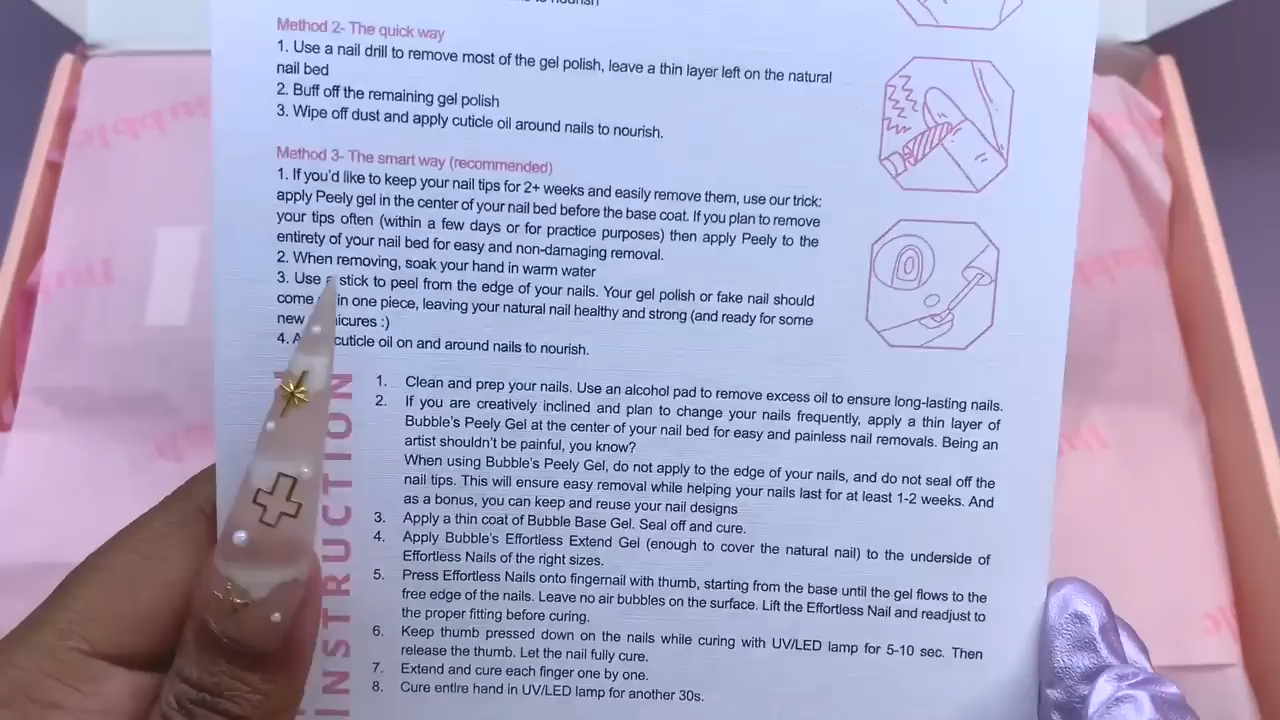 Method 2- The quick way
1. Use a nail drill to remove most of the gel polish, leave a thin layer left on the natural
nail bed
2. Buff off the remaining gel polish
3. Wipe off dust and apply cuticle oil around nails to nourish.
Method 3- The smart way (recommended)
1. If you'd like to keep your nail tips for 2+ weeks and easily remove them, use our trick:
apply Peely gel in the center of your nail bed before the base coat. If you plan to remove
your tips often (within a few days or for practice purposes) then apply Peely to the
entirety of your nail bed for easy and non-damaging removal.
2. When removing, soak your hand in warm water
3. Use a stick to peel from the edge of your nails. Your gel polish or fake nail should
come in one piece, leaving your natural nail healthy and strong (and ready for some
new :)
4. cuticle oil on and around nails to nourish.
INSTRUCTION
1. Clean and prep your nails. Use an alcohol pad to remove excess oil to ensure long-lasting nails.
2. If you are creatively inclined and plan to change your nails frequently, apply a thin layer of
Bubble's Peely Gel at the center of your nail bed for easy and painless nail removals. Being an
artist shouldn't be painful, you know?
When using Bubble's Peely Gel, do not apply to the edge of your nails, and do not seal off the
nail tips. This will ensure easy removal while helping your nails last for at least 1-2 weeks. And
as a bonus, you can keep and reuse your nail designs
3. Apply a thin coat of Bubble Base Gel. Seal off and cure.
4. Apply Bubble's Effortless Extend Gel (enough to cover the natural nail) to the underside of
Effortless Nails of the right sizes.
5. Press Effortless Nails onto fingernail with thumb, starting from the base until the gel flows to the
free edge of the nails. Leave no air bubbles on the surface. Lift the Effortless Nail and readjust to
the proper fitting before curing.
6. Keep thumb pressed down on the nails while curing with UV/LED lamp for 5-10 sec. Then
release the thumb. Let the nail fully cure.
7. Extend and cure each finger one by one.
8. Cure entire hand in UV/LED lamp for another 30s.